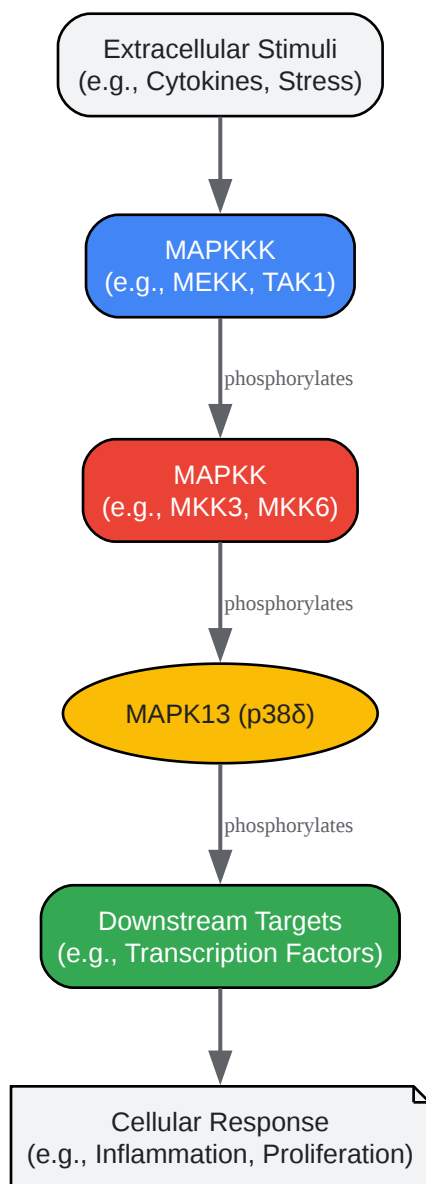 Extracellular Stimuli
(e.g., Cytokines, Stress)
MAPKKK
(e.g., MEKK, TAK1)
phosphorylates
MAPKK
(e.g., MKK3, MKK6)
phosphorylates
MAPK13 (p38δ)
phosphorylates
Downstream Targets
(e.g., Transcription Factors)
Cellular Response
(e.g., Inflammation, Proliferation)